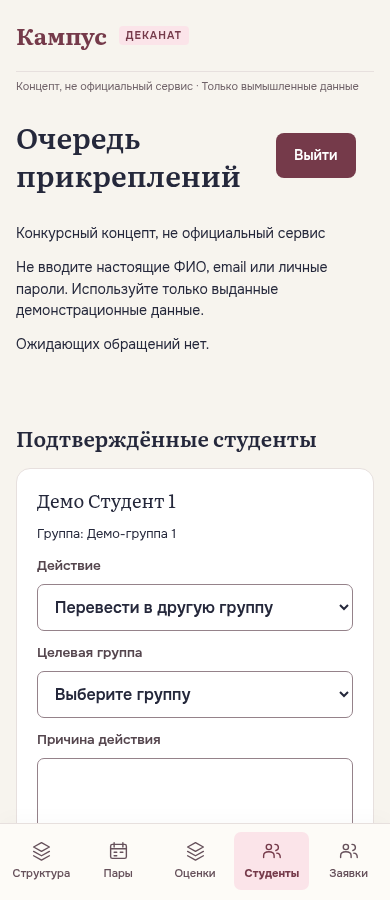 Кампус
ДЕКАНАТ
Концепт, не официальный сервис · Только вымышленные данные
Очередь
прикреплений
Выйти
Конкурсный концепт, не официальный сервис
Не вводите настоящие ФИО, email или личные
пароли. Используйте только выданные
демонстрационные данные.
Ожидающих обращений нет.
Подтверждённые студенты
Демо Студент 1
Группа: Демо-группа 1
Действие
Перевести в другую группу
Целевая группа
Выберите группу
Причина действия
Структура
Пары
Оценки
Студенты
Заявки